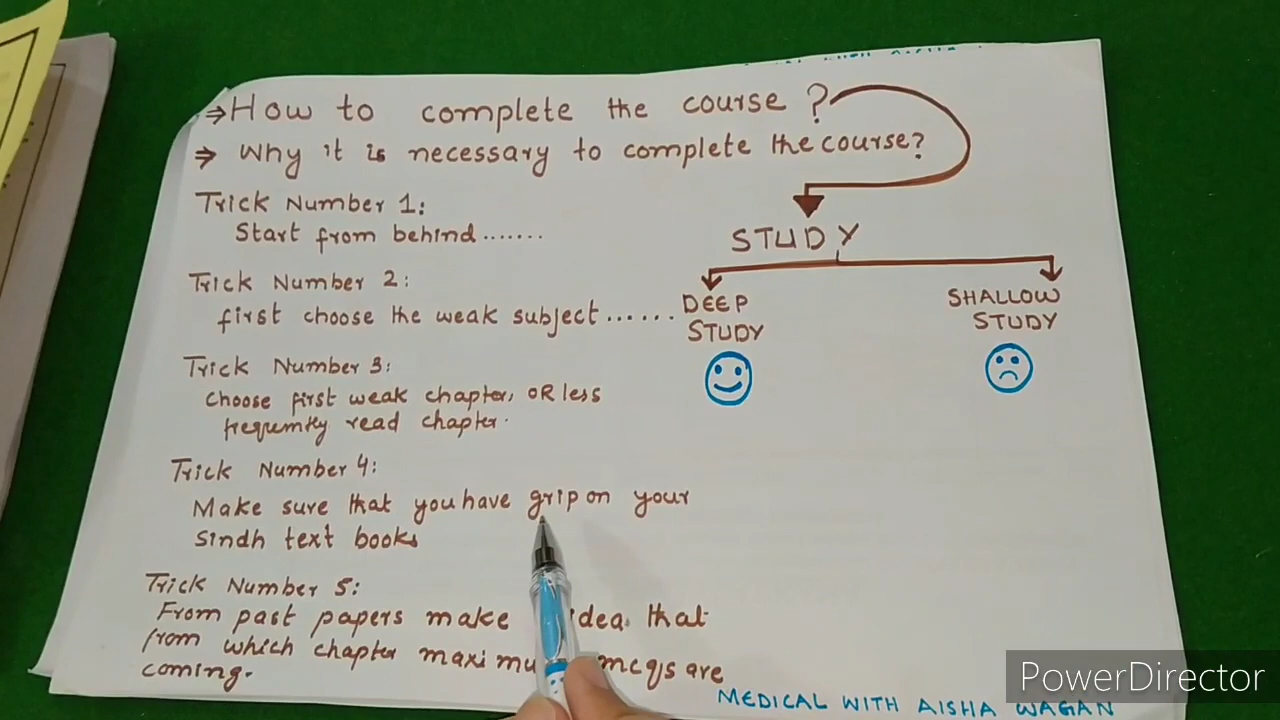 ⇒ How to complete the course?
⇒ Why it is necessary to complete the course?
Trick Number 1:
Start from behind.......
Trick Number 2:
first choose the weak subject......
Trick Number 3:
Choose first weak chapter, OR less
frequently read chapter.
Trick Number 4:
Make sure that you have grip on your
Sindh text books
Trick Number 5:
From past papers make idea that
from which chapter mcqs are
coming.
STUDY
DEEP
STUDY
SHALLOW
STUDY
MEDICAL WITH AISHA WAGAN
PowerDirector